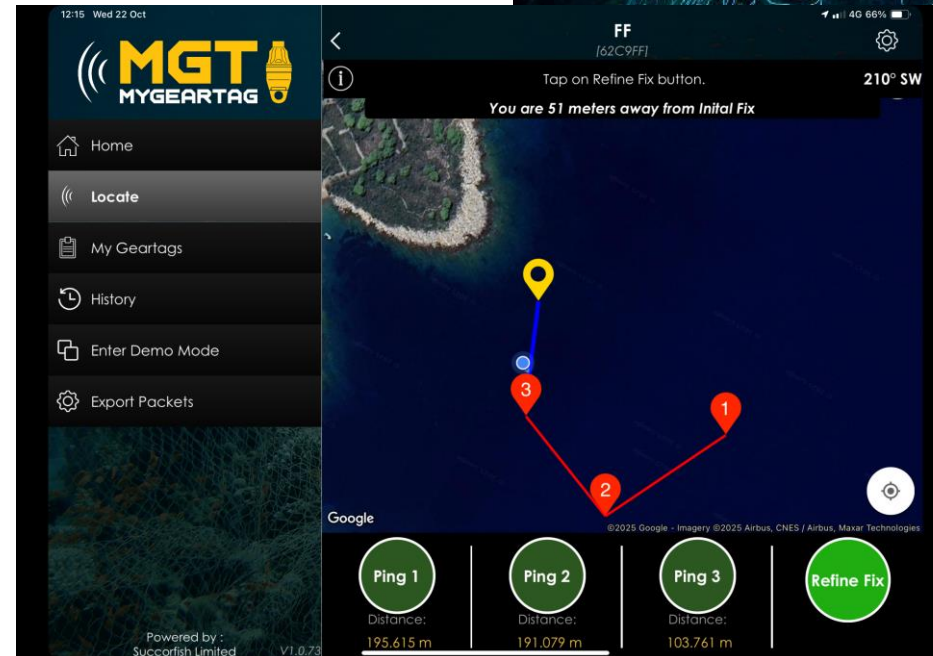 12:15 Wed 22 Oct
4G 66%
MGT
MYGEARTAG
Home
Locate
My Geartags
History
Enter Demo Mode
Export Packets
Powered by :
Succorfish Limited V1.0.73
FF
[62C9FF]
Tap on Refine Fix button.
210° SW
You are 51 meters away from Inital Fix
3
1
2
Google
©2025 Google - Imagery ©2025 Airbus, CNES / Airbus, Maxar Technologies
Ping 1
Ping 2
Ping 3
Refine Fix
Distance:
Distance:
Distance:
195.615 m
191.079 m
103.761 m